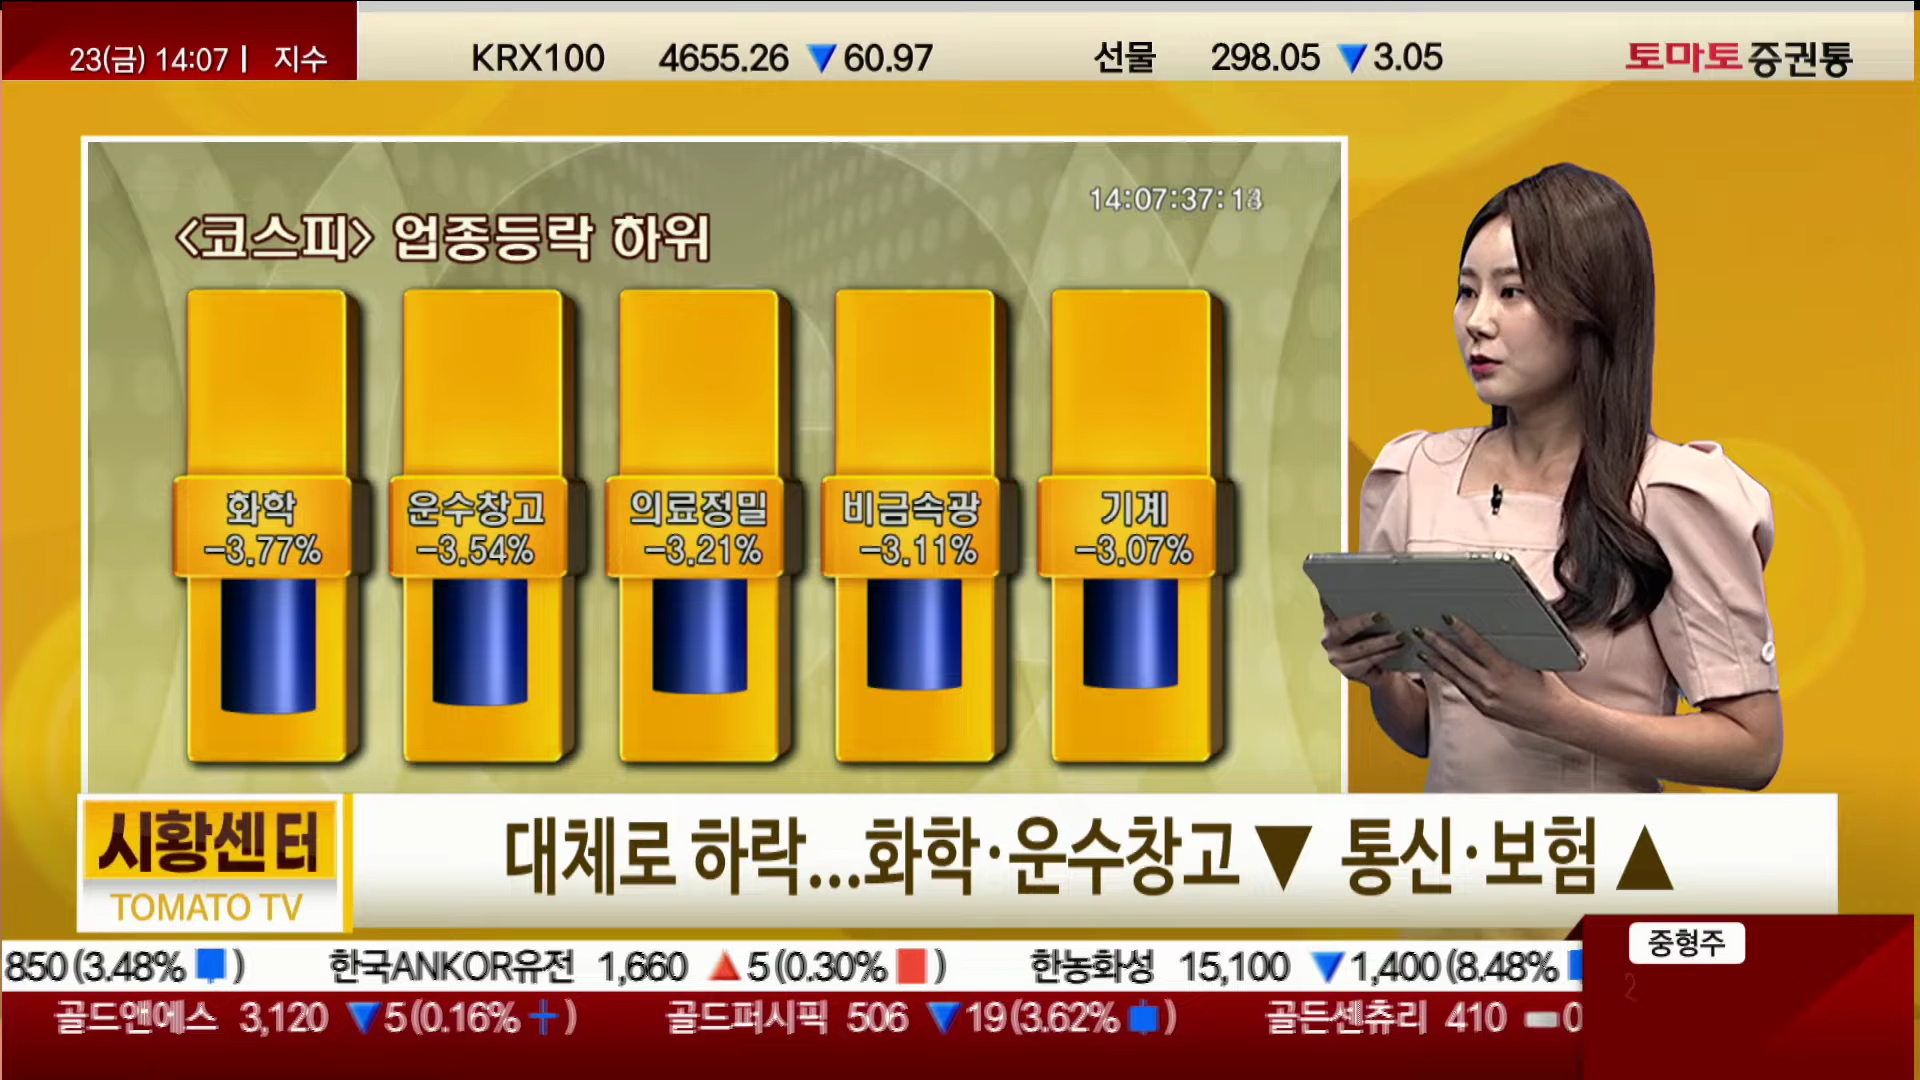 23(금) 14:07 | 지수 KRX100 4655.26 ▼60.97 선물 298.05 ▼3.05 토마토증권통
14:07:37:
<코스피> 업종등락 하위
화학 운수창고 의료정밀 비금속광 기계
-3.77% -3.54% -3.21% -3.11% -3.07%
시황센터
TOMATO TV
대체로 하락...화학·운수창고▼ 통신·보험▲
중형주
850(3.48% ) 한국ANKOR유전 1,660 ▲5(0.30% ) 한농화성 15,100 ▼1,400(8.48%
골드앤에스 3,120 ▼5(0.16% ) 골드퍼시픽 506 ▼19(3.62% ) 골든센츄리 410 0